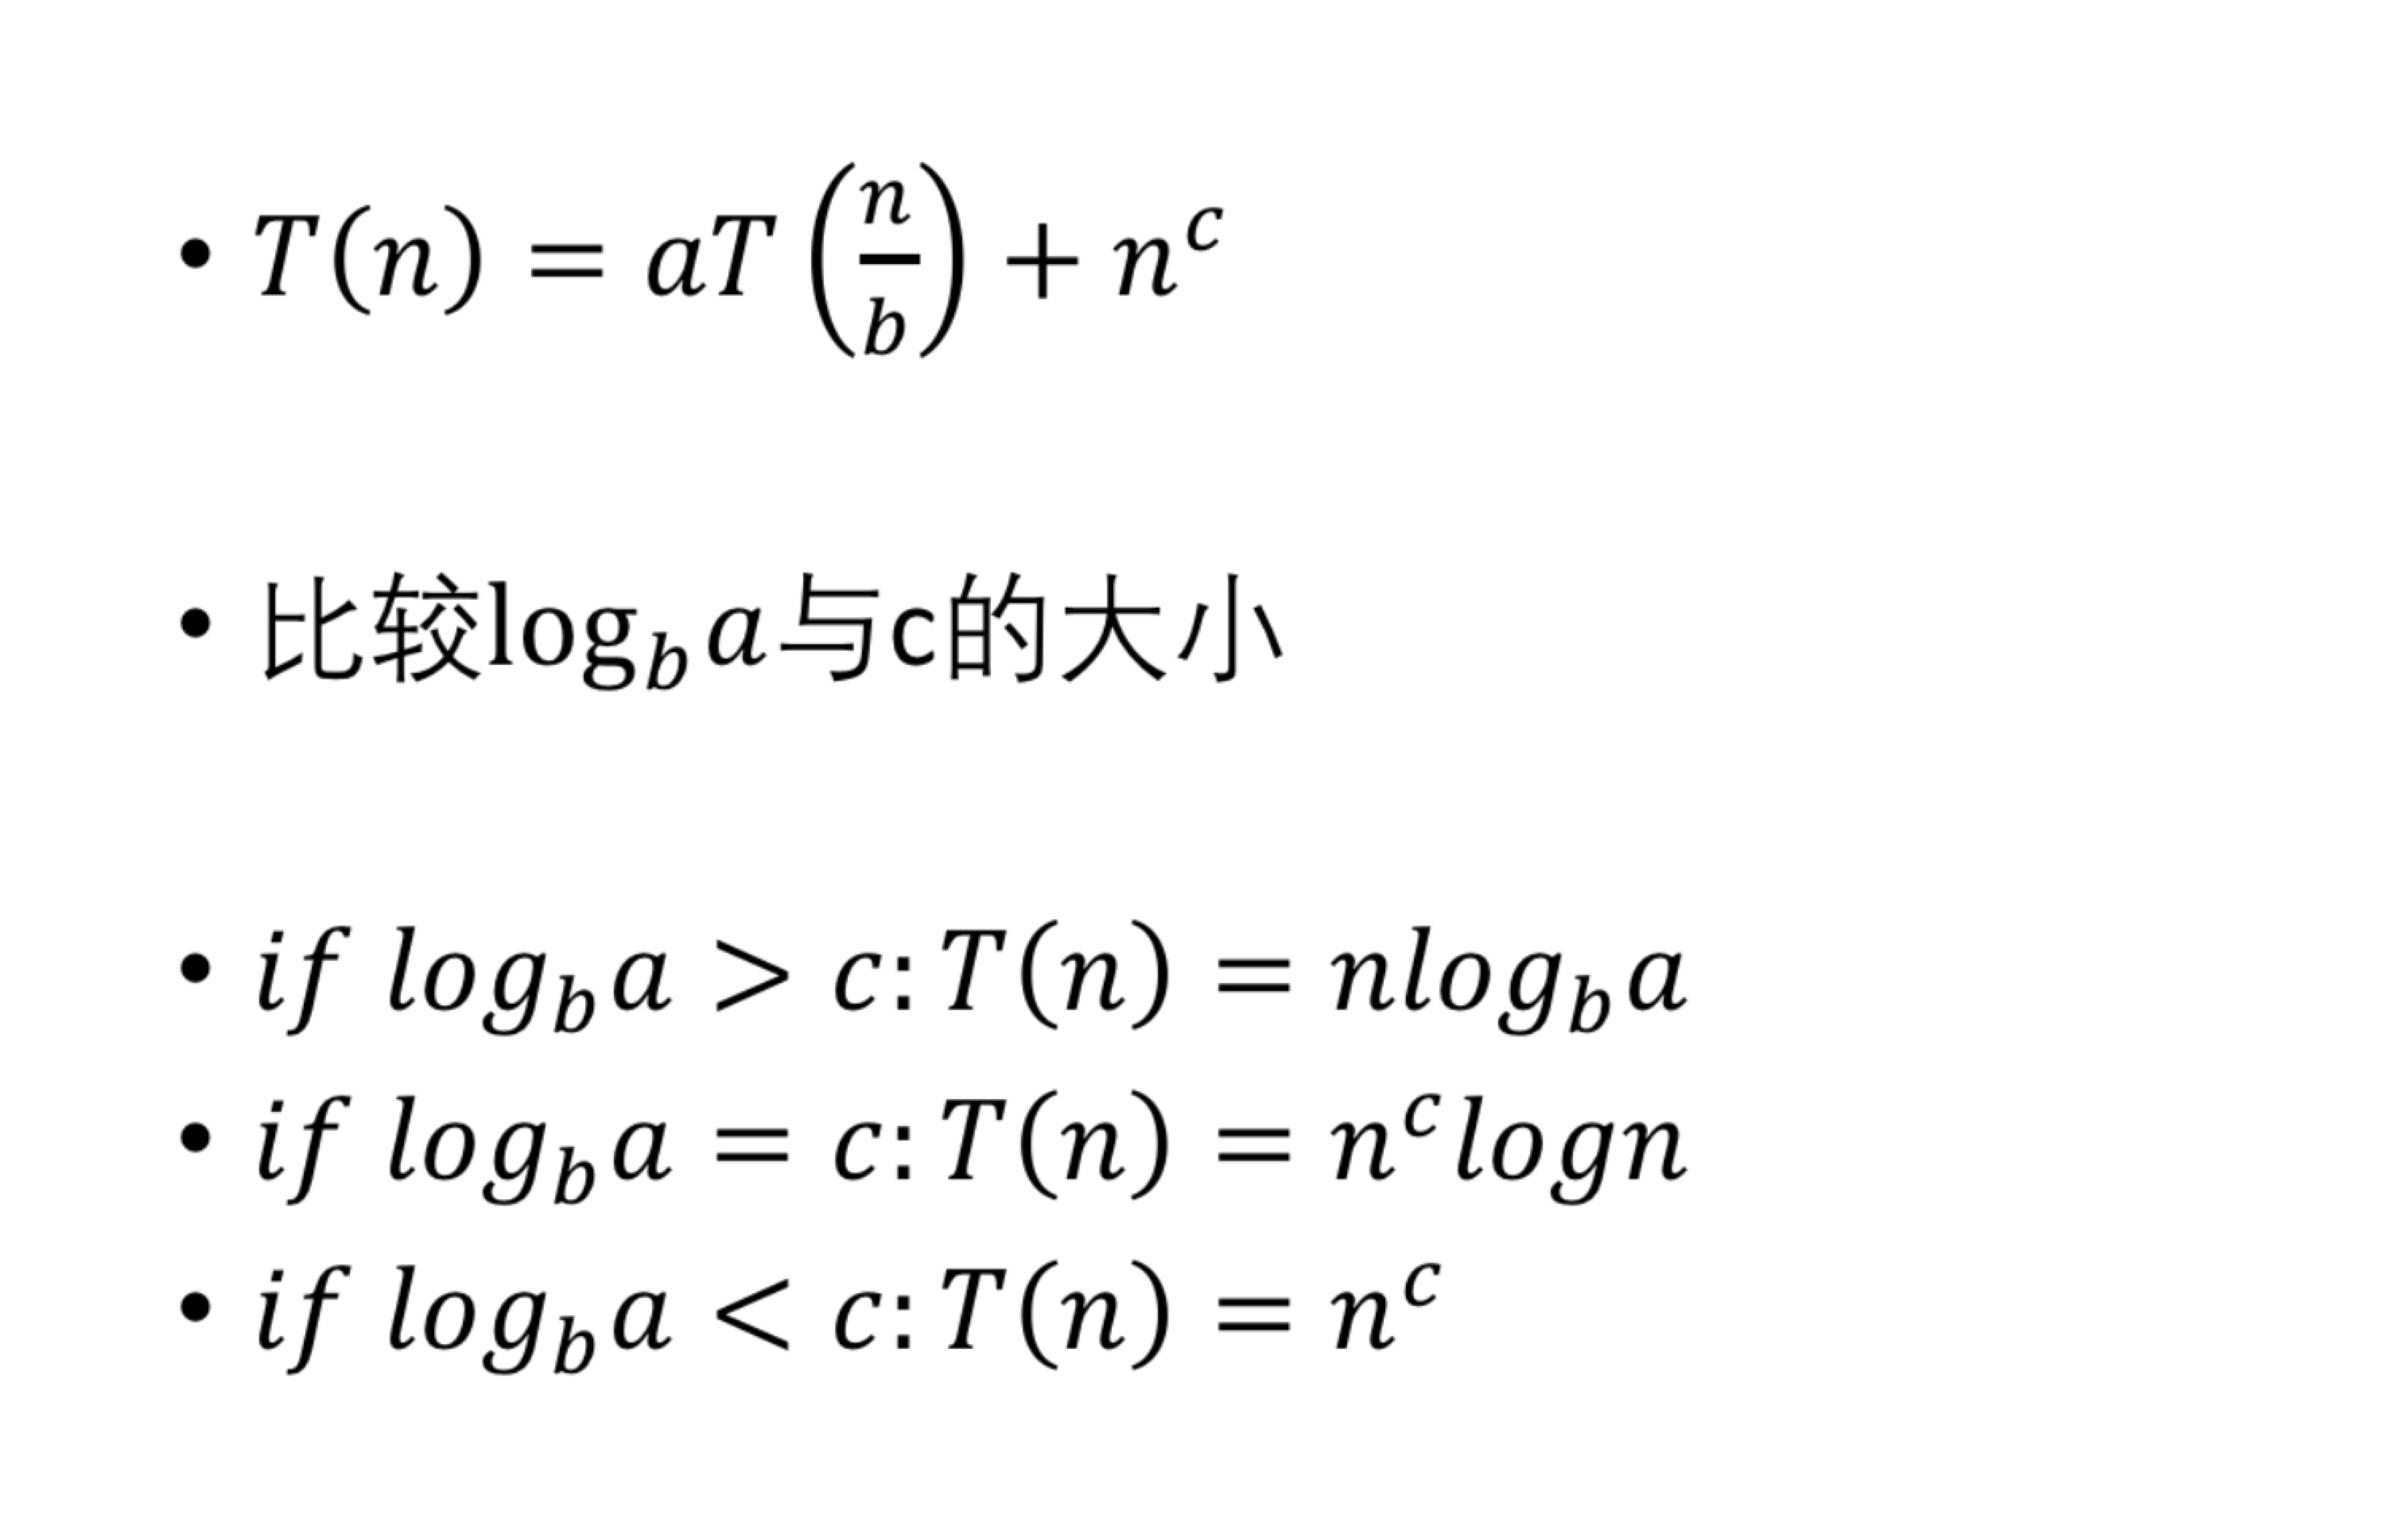 • T(n) = aT(n/b) + n^c
• 比较log_b a与c的大小
• if log_b a > c: T(n) = nlog_b a
• if log_b a = c: T(n) = n^c logn
• if log_b a < c: T(n) = n^c